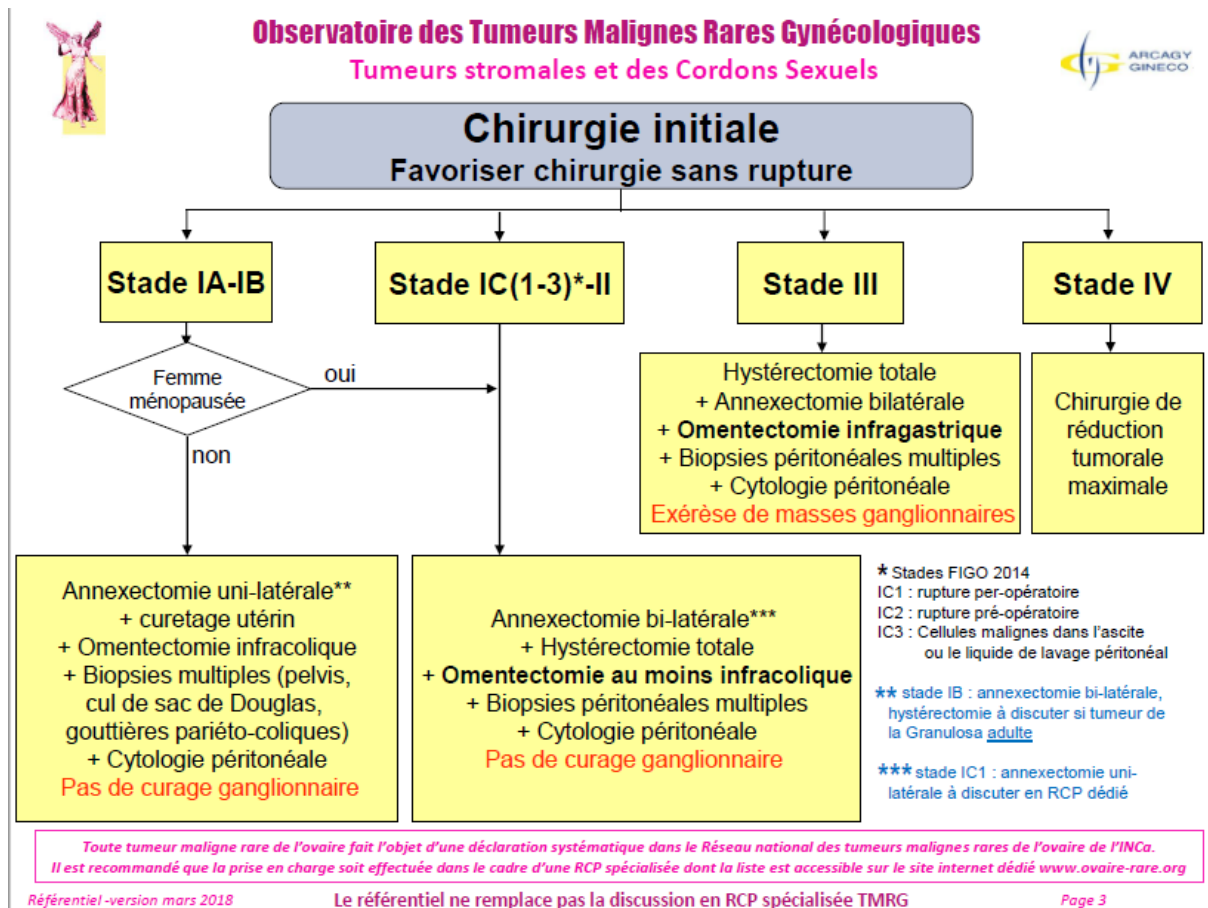 Observatoire des Tumeurs Malignes Rares Gynécologiques
Tumeurs stromales et des Cordons Sexuels
ARCAGY
GINECO
Chirurgie initiale
Favoriser chirurgie sans rupture
Stade IA-IB
Stade IC(1-3)*-II
Stade III
Stade IV
Femme
ménopausée
oui
non
Hystérectomie totale
+ Annexectomie bilatérale
+ Omentectomie infragastrique
+ Biopsies péritonéales multiples
+ Cytologie péritonéale
Exérèse de masses ganglionnaires
Chirurgie de
réduction
tumorale
maximale
Annexectomie uni-latérale**
+ curetage utérin
+ Omentectomie infracolique
+ Biopsies multiples (pelvis,
cul de sac de Douglas,
gouttières pariéto-coliques)
+ Cytologie péritonéale
Pas de curage ganglionnaire
Annexectomie bi-latérale***
+ Hystérectomie totale
+ Omentectomie au moins infracolique
+ Biopsies péritonéales multiples
+ Cytologie péritonéale
Pas de curage ganglionnaire
* Stades FIGO 2014
IC1 : rupture per-opératoire
IC2 : rupture pré-opératoire
IC3 : Cellules malignes dans l'ascite
ou le liquide de lavage péritonéal
** stade IB : annexectomie bi-latérale,
hystérectomie à discuter si tumeur de
la Granulosa adulte
*** stade IC1 : annexectomie uni-
latérale à discuter en RCP dédié
Toute tumeur maligne rare de l'ovaire fait l'objet d'une déclaration systématique dans le Réseau national des tumeurs malignes rares de l'ovaire de l'INCa.
Il est recommandé que la prise en charge soit effectuée dans le cadre d'une RCP spécialisée dont la liste est accessible sur le site internet dédié www.ovaire-rare.org
Référentiel -version mars 2018
Le référentiel ne remplace pas la discussion en RCP spécialisée TMRG
Page 3